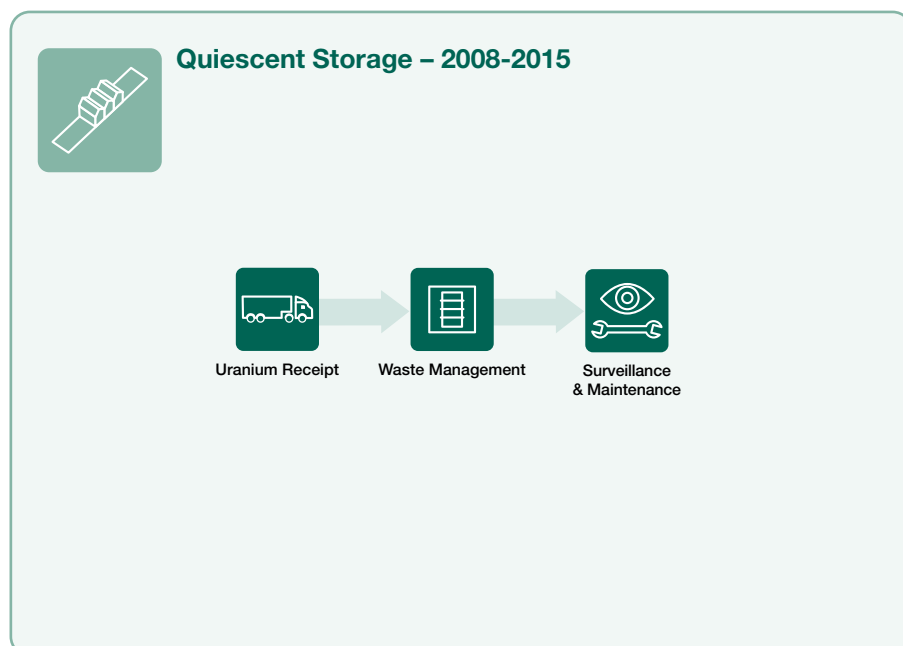 Quiescent Storage – 2008-2015
Uranium Receipt
Waste Management
Surveillance
& Maintenance